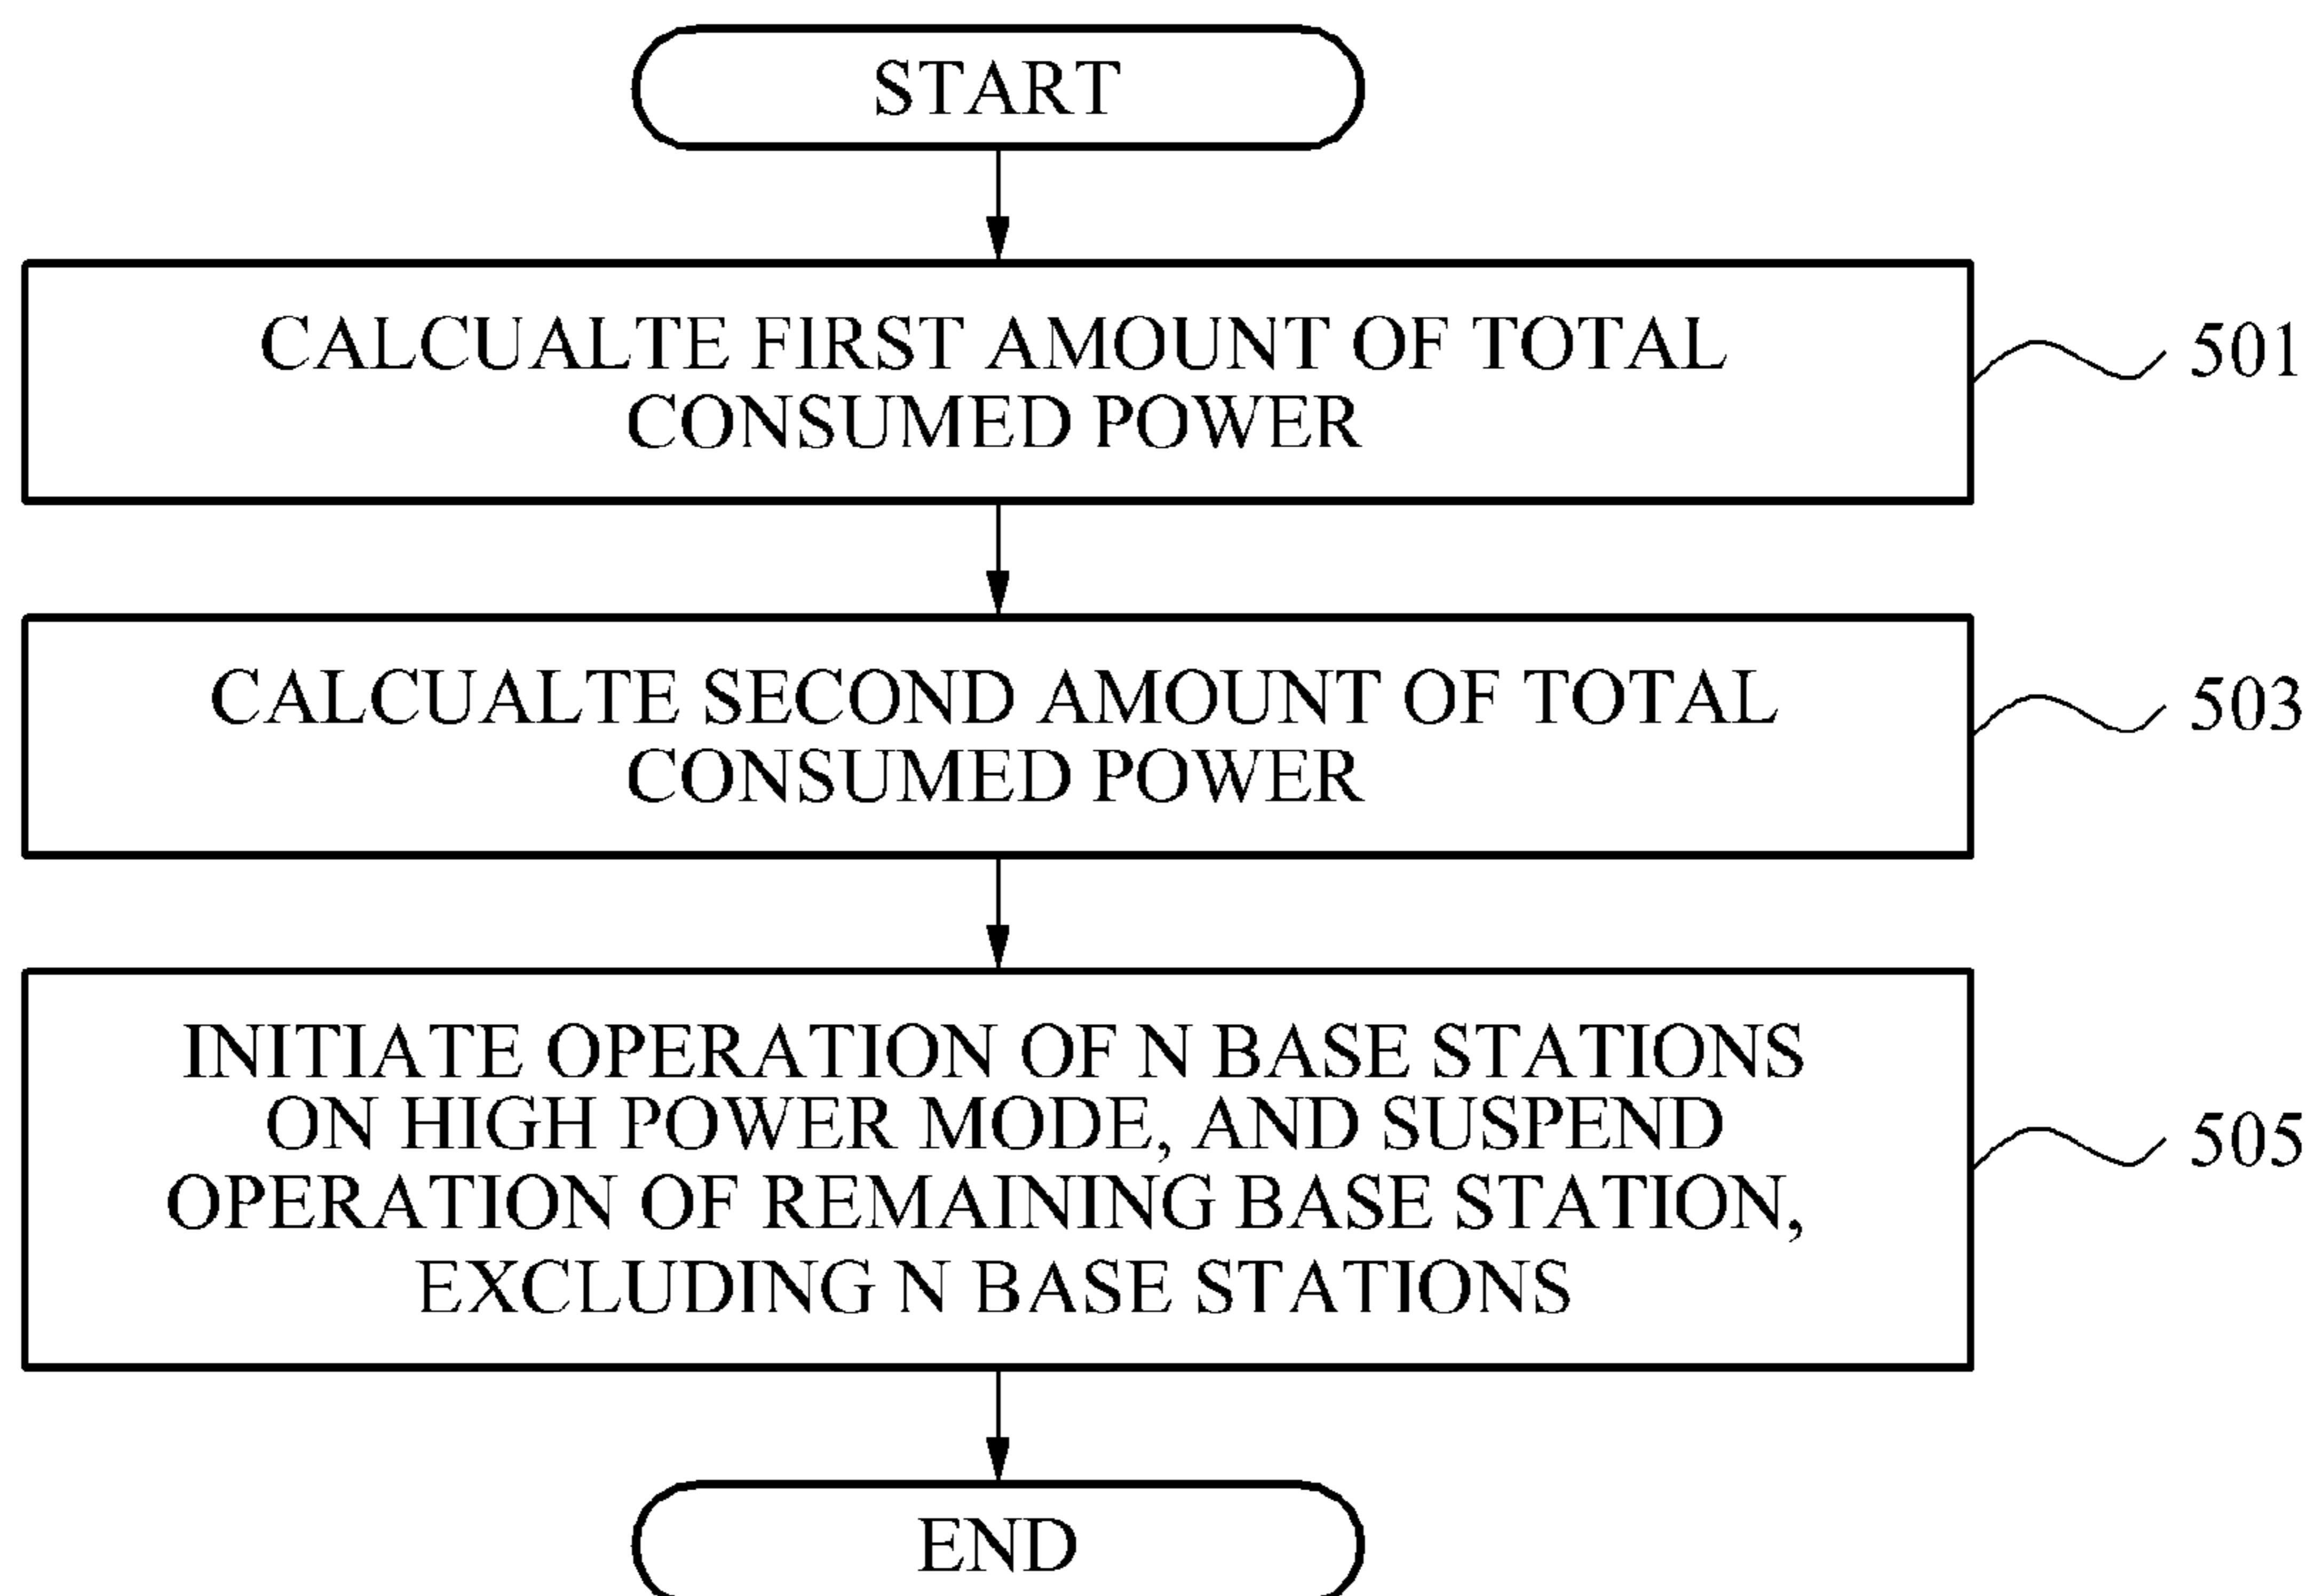 START
CALCUALTE FIRST AMOUNT OF TOTAL
CONSUMED POWER
501
CALCUALTE SECOND AMOUNT OF TOTAL
CONSUMED POWER
503
INITIATE OPERATION OF N BASE STATIONS
ON HIGH POWER MODE, AND SUSPEND
OPERATION OF REMAINING BASE STATION,
EXCLUDING N BASE STATIONS
505
END